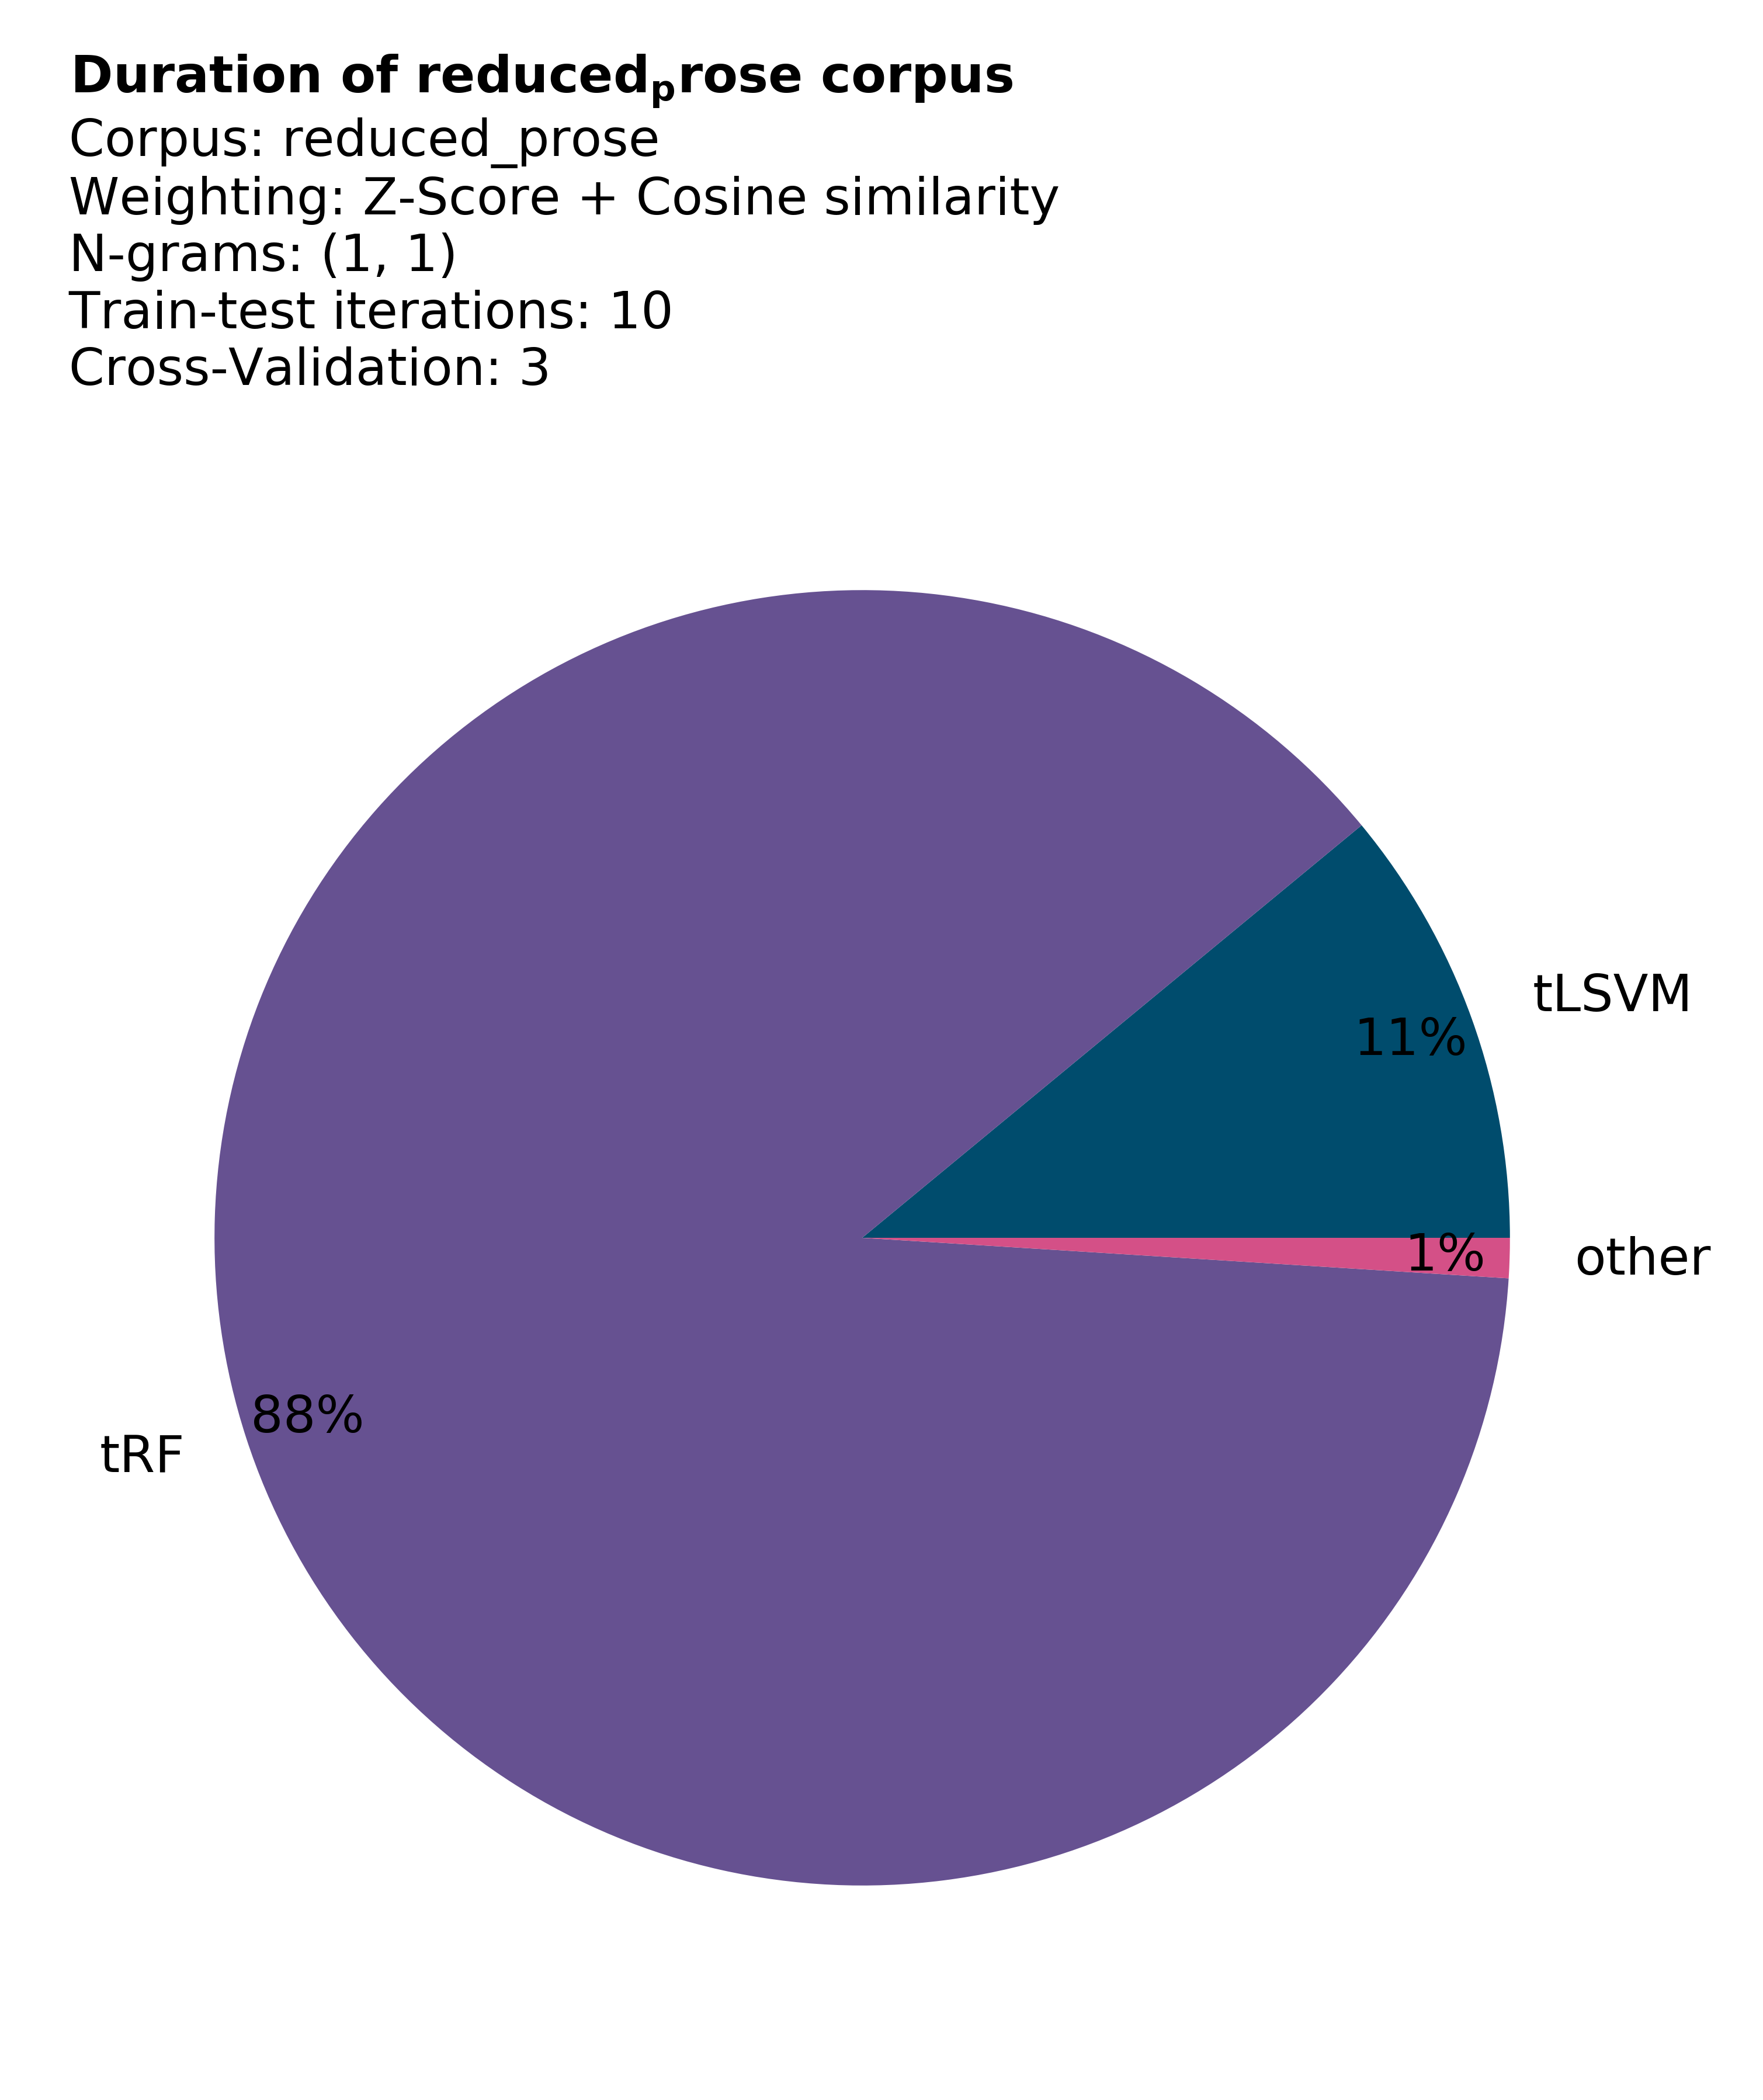 Duration of reducedₚrose corpus
Corpus: reduced_prose
Weighting: Z-Score + Cosine similarity
N-grams: (1, 1)
Train-test iterations: 10
Cross-Validation: 3
tLSVM
11%
1%
other
88%
tRF